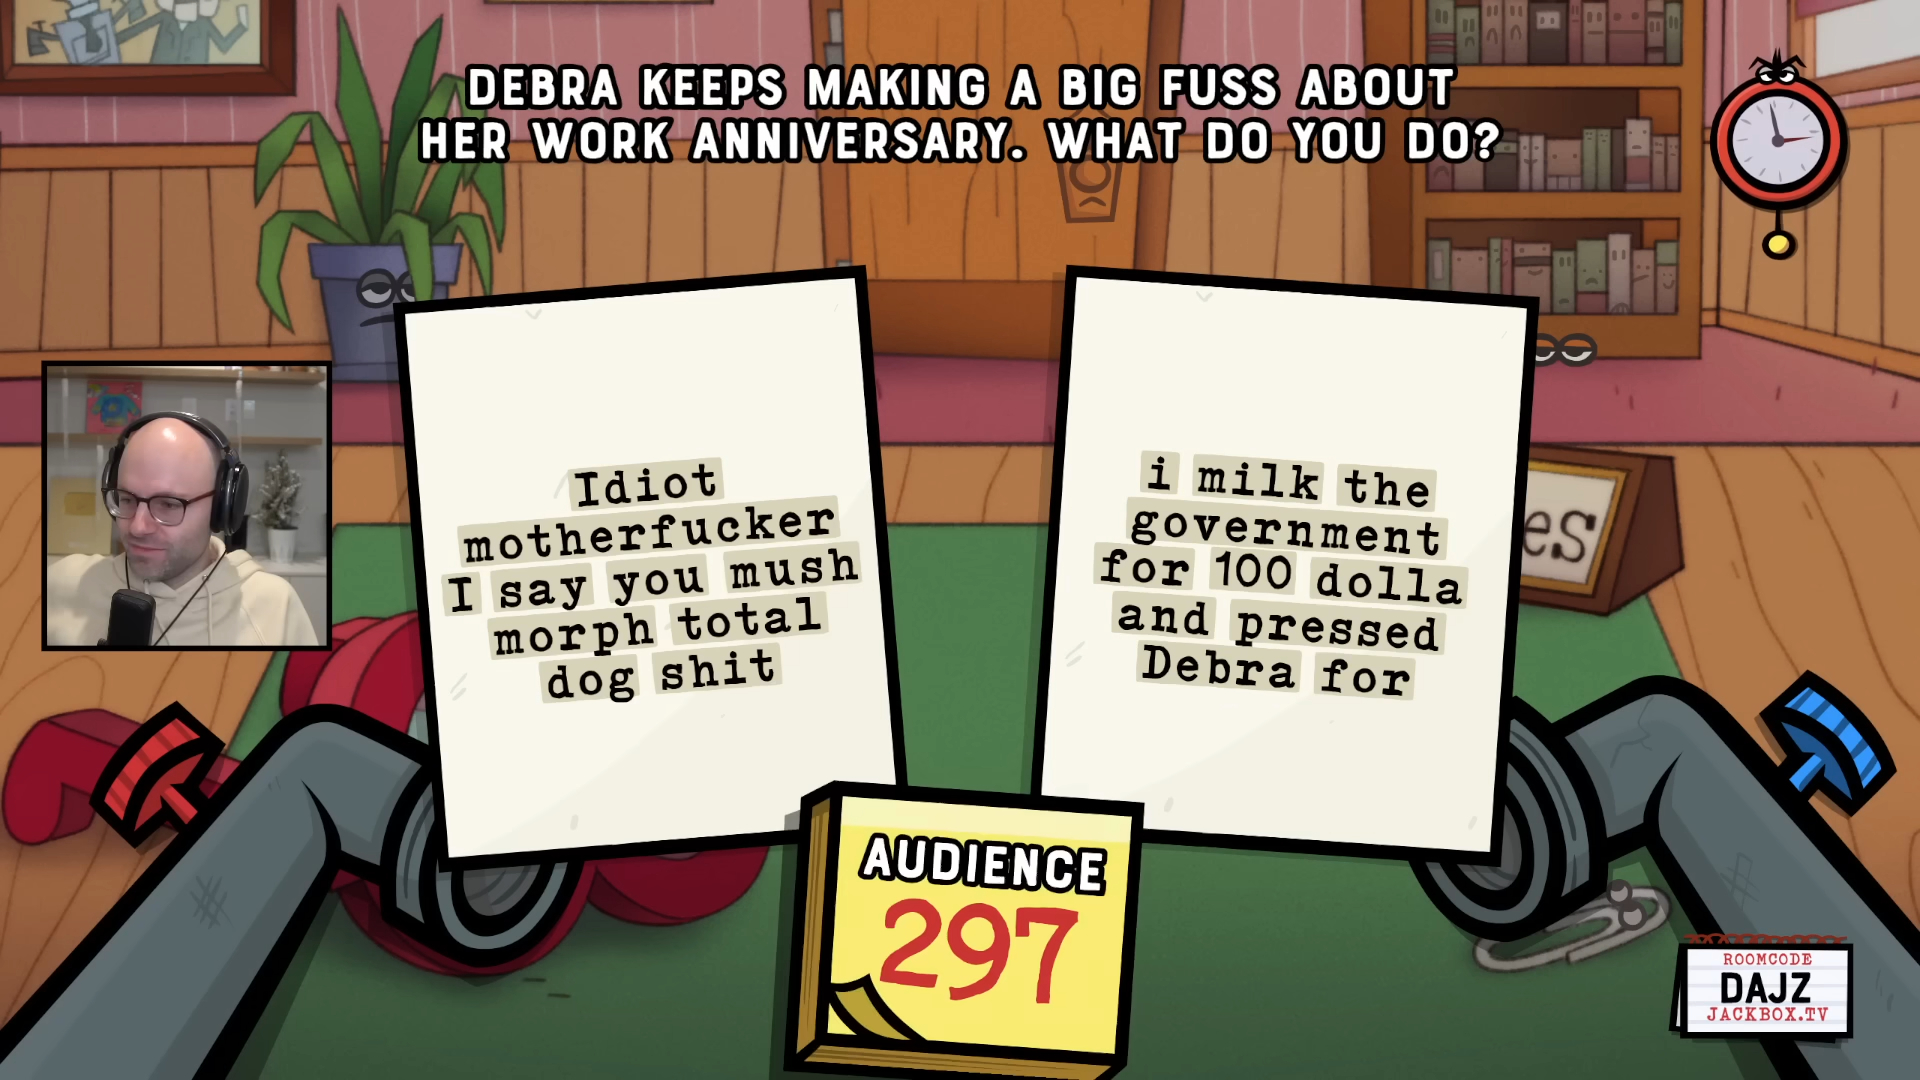 DEBRA KEEPS MAKING A BIG FUSS ABOUT
HER WORK ANNIVERSARY. WHAT DO YOU DO?
Idiot
motherfucker
I say you mush
morph total
dog shit
i milk the
government
for 100 dolla
and pressed
Debra for
es
AUDIENCE
297
ROOMCODE
DAJZ
JACKBOX.TV